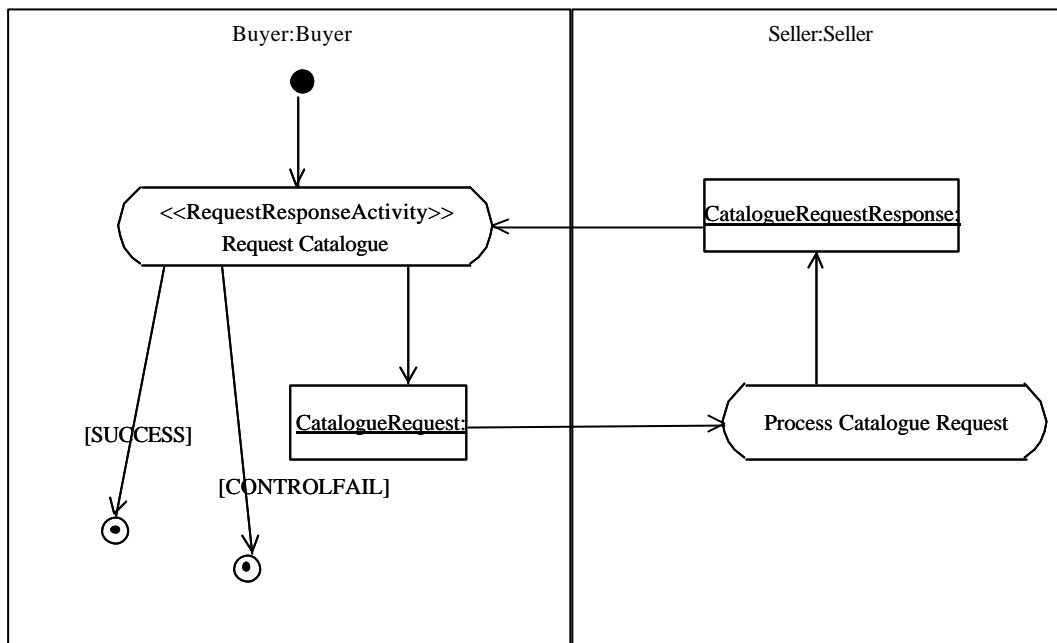 Buyer:Buyer
Seller:Seller
<<RequestResponseActivity>>
Request Catalogue
CatalogueRequestResponse:
CatalogueRequest:
Process Catalogue Request
[SUCCESS]
[CONTROLFAIL]